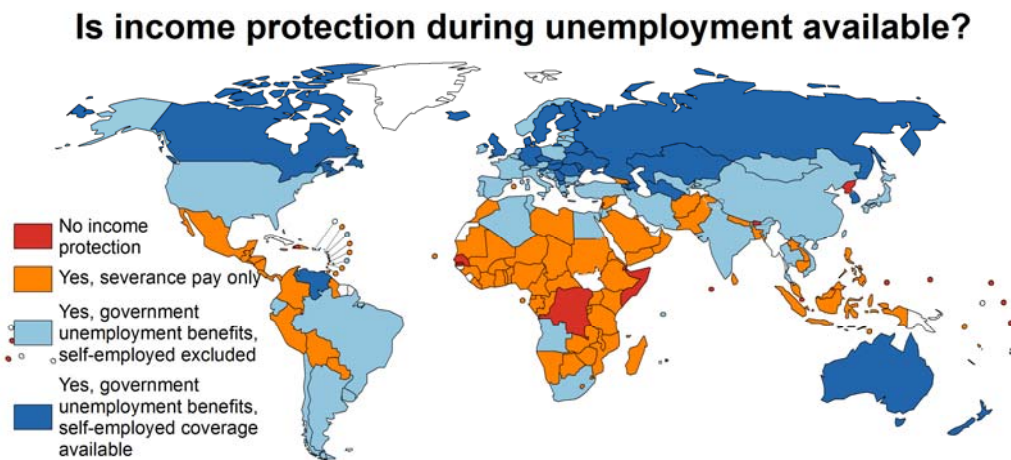 Is income protection during unemployment available?
No income
protection
Yes, severance pay only
Yes, government
unemployment benefits,
self-employed excluded
Yes, government
unemployment benefits,
self-employed coverage
available